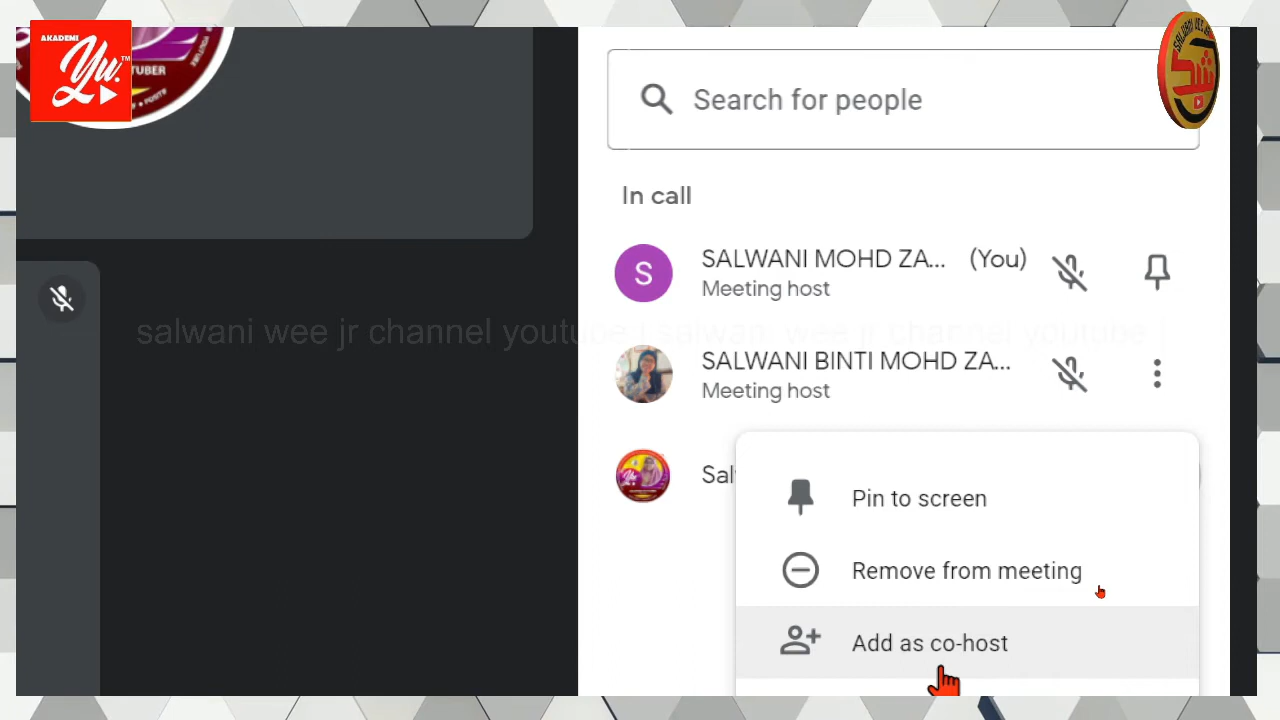 AKADEMI
Yu.
TM
TUBER
Search for people
In call
SALWANI MOHD ZA... (You)
Meeting host
S
salwani wee jr channel youtube | salwani wee jr channel youtube |
SALWANI BINTI MOHD ZA...
Meeting host
Sal
Pin to screen
Remove from meeting
Add as co-host